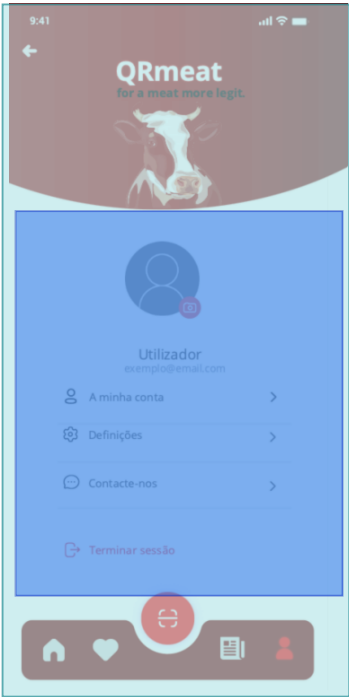 9:41
QRmeat
for a meat more legit.
Utilizador
exemplo@email.com
A minha conta
Definições
Contacte-nos
Terminar sessão